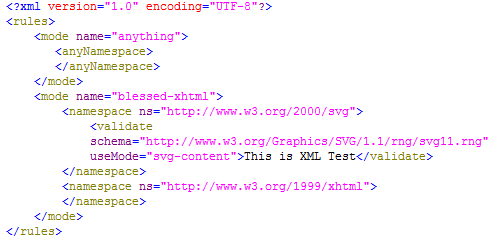 <?xml version="1.0" encoding="UTF-8"?>
<rules>
<mode name="anything">
<anyNamespace>
</anyNamespace>
</mode>
<mode name="blessed-xhtml">
<namespace ns="http://www.w3.org/2000/svg">
<validate
schema="http://www.w3.org/Graphics/SVG/1.1/rng/svg11.rng"
useMode="svg-content">This is XML Test</validate>
</namespace>
<namespace ns="http://www.w3.org/1999/xhtml">
</namespace>
</mode>
</rules>